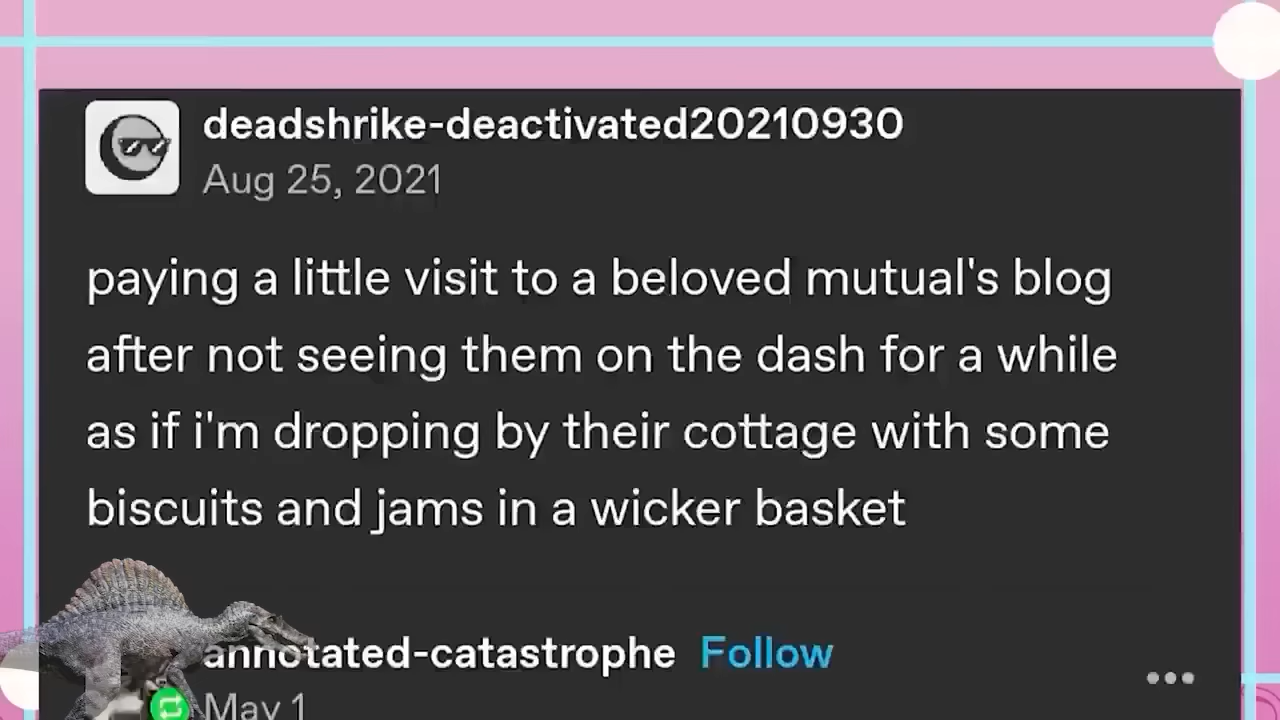 deadshrike-deactivated20210930
Aug 25, 2021
paying a little visit to a beloved mutual's blog
after not seeing them on the dash for a while
as if i'm dropping by their cottage with some
biscuits and jams in a wicker basket
annotated-catastrophe Follow
May 1